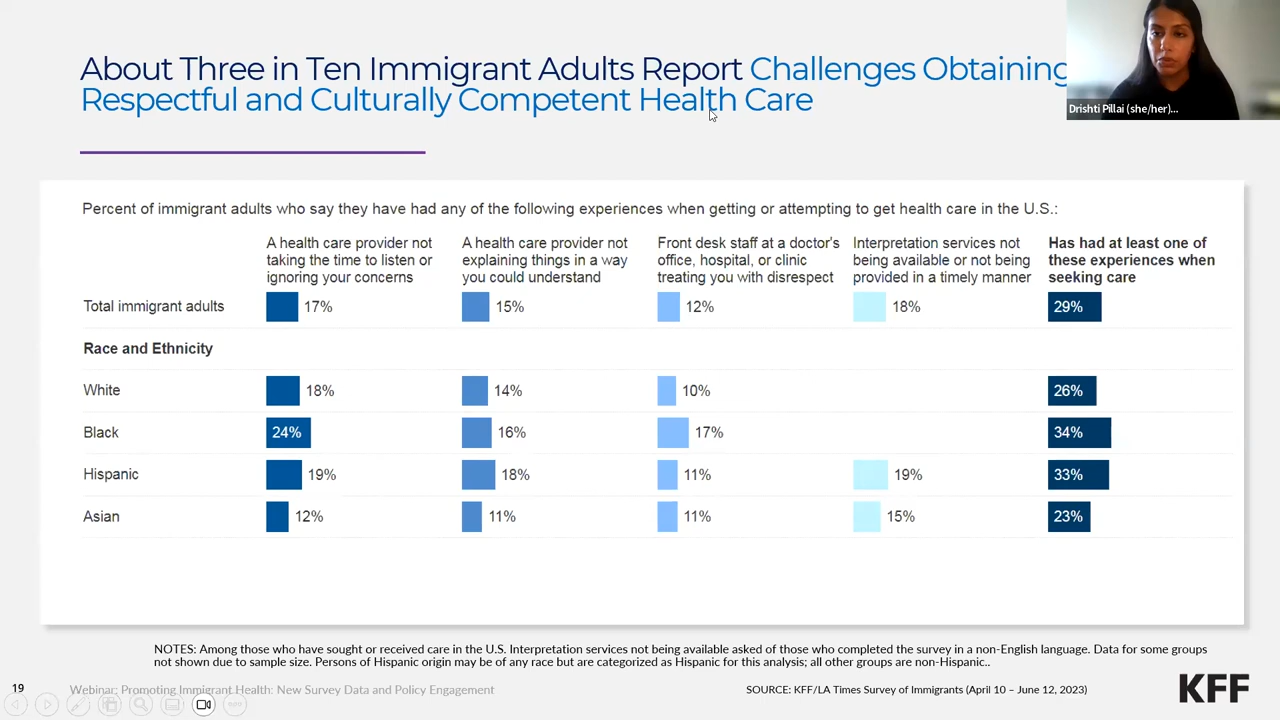 About Three in Ten Immigrant Adults Report Challenges Obtaining
Respectful and Culturally Competent Health Care
Drishti Pillai (she/her)...
Percent of immigrant adults who say they have had any of the following experiences when getting or attempting to get health care in the U.S.:
A health care provider not
taking the time to listen or
ignoring your concerns
A health care provider not
explaining things in a way
you could understand
Front desk staff at a doctor's
office, hospital, or clinic
treating you with disrespect
Interpretation services not
being available or not being
provided in a timely manner
Has had at least one of
these experiences when
seeking care
Total immigrant adults 17% 15% 12% 18% 29%
Race and Ethnicity
White 18% 14% 10% 26%
Black 24% 16% 17% 34%
Hispanic 19% 18% 11% 19% 33%
Asian 12% 11% 11% 15% 23%
NOTES: Among those who have sought or received care in the U.S. Interpretation services not being available asked of those who completed the survey in a non-English language. Data for some groups
not shown due to sample size. Persons of Hispanic origin may be of any race but are categorized as Hispanic for this analysis; all other groups are non-Hispanic..
19 Webinar: Promoting Immigrant Health: New Survey Data and Policy Engagement
SOURCE: KFF/LA Times Survey of Immigrants (April 10 – June 12, 2023)
KFF